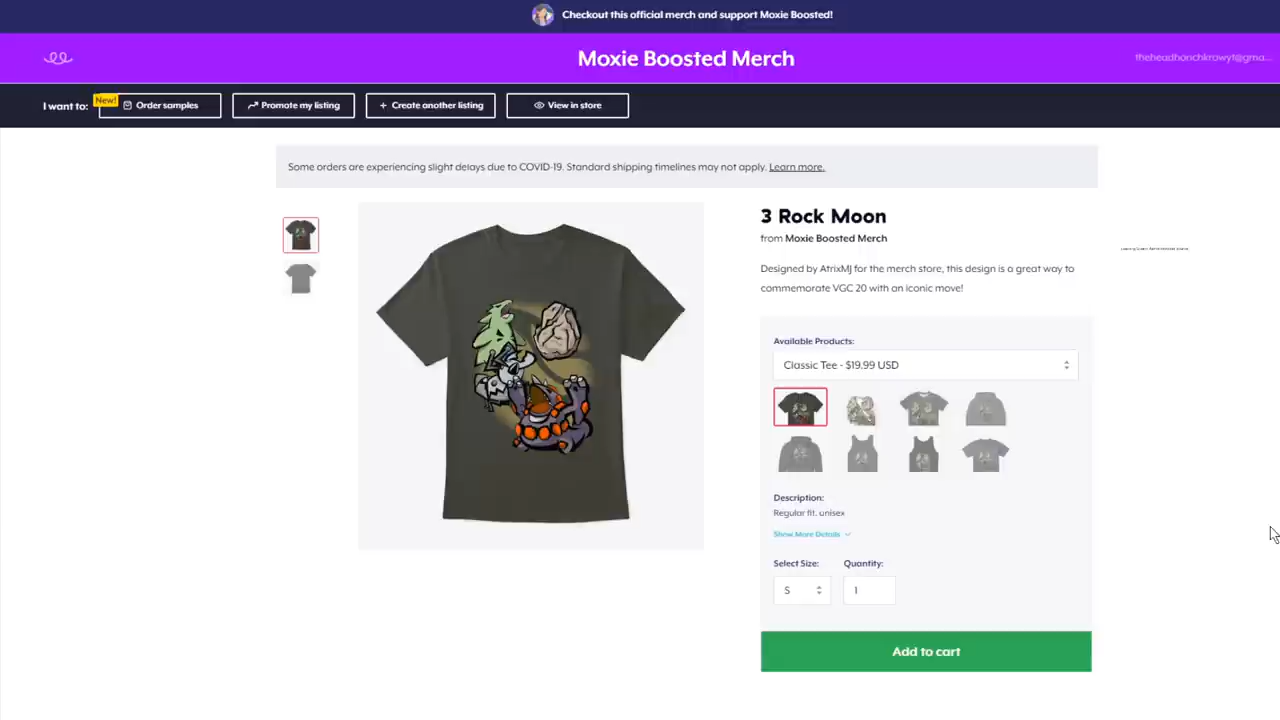 Checkout this official merch and support Moxie Boosted!
Moxie Boosted Merch
theheadhonchkrowyt@gma...
I want to:
New!
Order samples
Promote my listing
+ Create another listing
View in store
Some orders are experiencing slight delays due to COVID-19. Standard shipping timelines may not apply. Learn more.
3 Rock Moon
from Moxie Boosted Merch
Designed by AtrixMJ for the merch store, this design is a great way to
commemorate VGC 20 with an iconic move!
Available Products:
Classic Tee - $19.99 USD
Description:
Regular fit, unisex
Show More Details
Select Size:
Quantity:
S
1
Add to cart